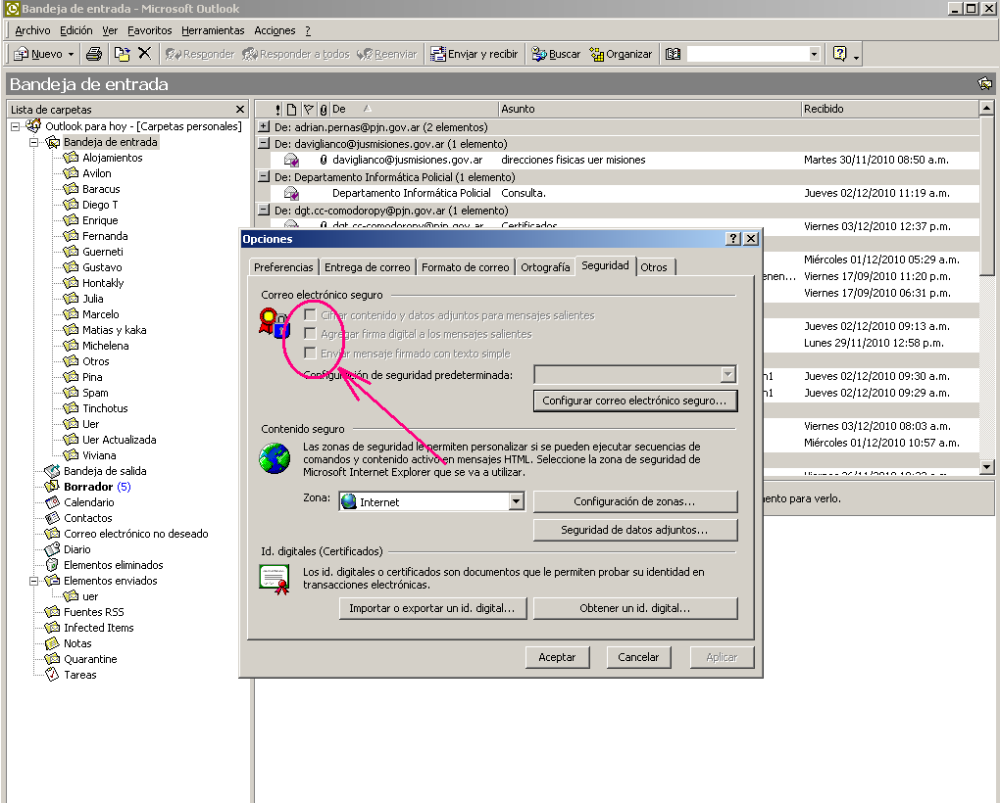 Bandeja de entrada - Microsoft Outlook
Archivo Edición Ver Favoritos Herramientas Acciones ?
Nuevo Responder Responder a todos Reenviar Enviar y recibir Buscar Organizar
Bandeja de entrada
Lista de carpetas
Outlook para hoy - [Carpetas personales]
Bandeja de entrada
Alojamientos
Avilon
Baracus
Diego T
Enrique
Fernanda
Guerneti
Gustavo
Hontakly
Julia
Marcelo
Matias y kaka
Michelena
Otros
Pina
Spam
Tinchotus
Uer
Uer Actualizada
Viviana
Bandeja de salida
Borrador (5)
Calendario
Contactos
Correo electrónico no deseado
Diario
Elementos eliminados
Elementos enviados
uer
Fuentes RSS
Infected Items
Notas
Quarantine
Tareas
De Asunto Recibido
De: adrian.pernas@pjn.gov.ar (2 elementos)
De: daviglianco@jusmisiones.gov.ar (1 elemento)
daviglianco@jusmisiones.gov.ar direcciones fisicas uer misiones Martes 30/11/2010 08:50 a.m.
De: Departamento Informática Policial (1 elemento)
Departamento Informática Policial Consulta. Jueves 02/12/2010 11:19 a.m.
De: dgt.cc-comodoropy@pjn.gov.ar (1 elemento)
dgt.cc-comodoropy@pjn.gov.ar Certificados Viernes 03/12/2010 12:37 p.m.
Miércoles 01/12/2010 05:29 a.m.
enen... Viernes 17/09/2010 11:20 p.m.
Viernes 17/09/2010 06:31 p.m.
Jueves 02/12/2010 09:13 a.m.
Lunes 29/11/2010 12:58 p.m.
n1 Jueves 02/12/2010 09:30 a.m.
n1 Jueves 02/12/2010 09:29 a.m.
Viernes 03/12/2010 08:03 a.m.
Miércoles 01/12/2010 10:57 a.m.
ento para verlo.
Opciones
Preferencias Entrega de correo Formato de correo Ortografía Seguridad Otros
Correo electrónico seguro
Cifrar contenido y datos adjuntos para mensajes salientes
Agregar firma digital a los mensajes salientes
Enviar mensaje firmado con texto simple
Configuración de seguridad predeterminada:
Configurar correo electrónico seguro...
Contenido seguro
Las zonas de seguridad le permiten personalizar si se pueden ejecutar secuencias de
comandos y contenido activo en mensajes HTML. Seleccione la zona de seguridad de
Microsoft Internet Explorer que se va a utilizar.
Zona: Internet Configuración de zonas...
Seguridad de datos adjuntos...
Id. digitales (Certificados)
Los id. digitales o certificados son documentos que le permiten probar su identidad en
transacciones electrónicas.
Importar o exportar un id. digital... Obtener un id. digital...
Aceptar Cancelar Aplicar